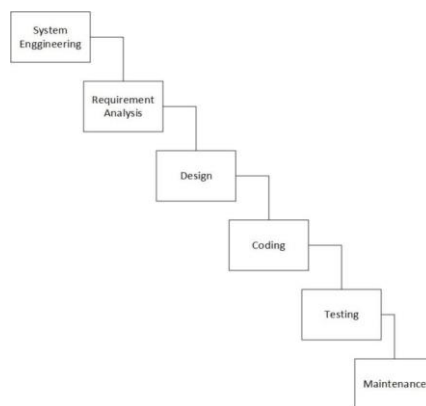 System
Enggineering
Requirement
Analysis
Design
Coding
Testing
Maintenance